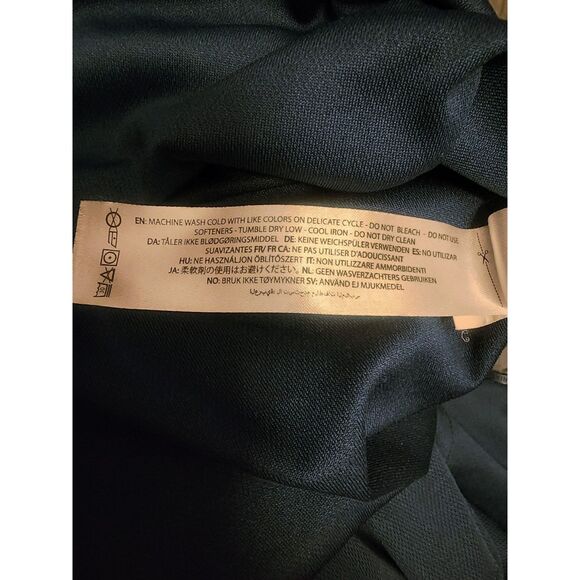 EN: MACHINE WASH COLD WITH LIKE COLORS ON DELICATE CYCLE - DO NOT BLEACH - DO NOT USE
SOFTENERS - TUMBLE DRY LOW - COOL IRON - DO NOT DRY CLEAN
DA: TÅLER IKKE BLØDGØRINGSMIDDEL DE: KEINE WEICHSPÜLER VERWENDEN ES: NO UTILIZAR
SUAVIZANTES FR/ FR CA: NE PAS UTILISER D'ADOUCISSANT
HU: NE HASZNÁLJON ÖBLÍTŐSZERT IT: NON UTILIZZARE AMMORBIDENTI
JA: 柔軟剤の使用はお避けください。 NL: GEEN WASVERZACHTERS GEBRUIKEN
NO: BRUK IKKE TØYMYKNER SV: ANVÄND EJ MJUKMEDEL